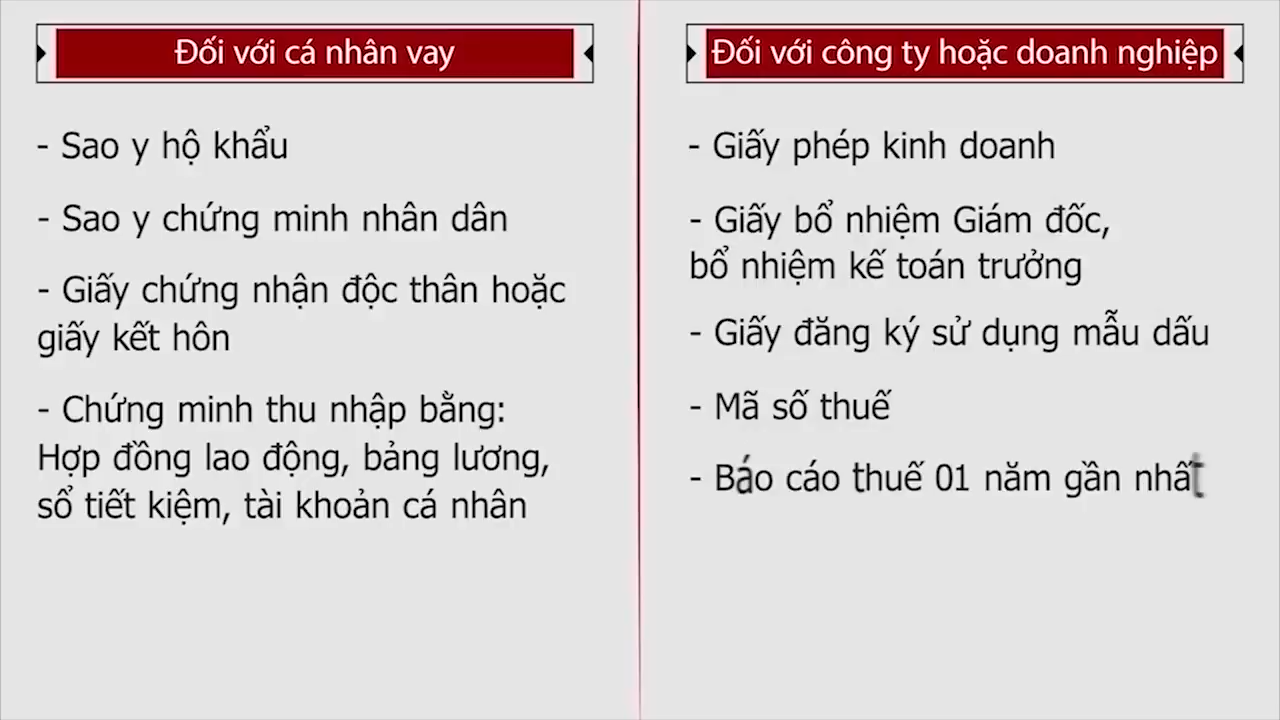 Đối với cá nhân vay
- Sao y hộ khẩu
- Sao y chứng minh nhân dân
- Giấy chứng nhận độc thân hoặc
giấy kết hôn
- Chứng minh thu nhập bằng:
Hợp đồng lao động, bảng lương,
sổ tiết kiệm, tài khoản cá nhân
Đối với công ty hoặc doanh nghiệp
- Giấy phép kinh doanh
- Giấy bổ nhiệm Giám đốc,
bổ nhiệm kế toán trưởng
- Giấy đăng ký sử dụng mẫu dấu
- Mã số thuế
- Báo cáo thuế 01 năm gần nhất